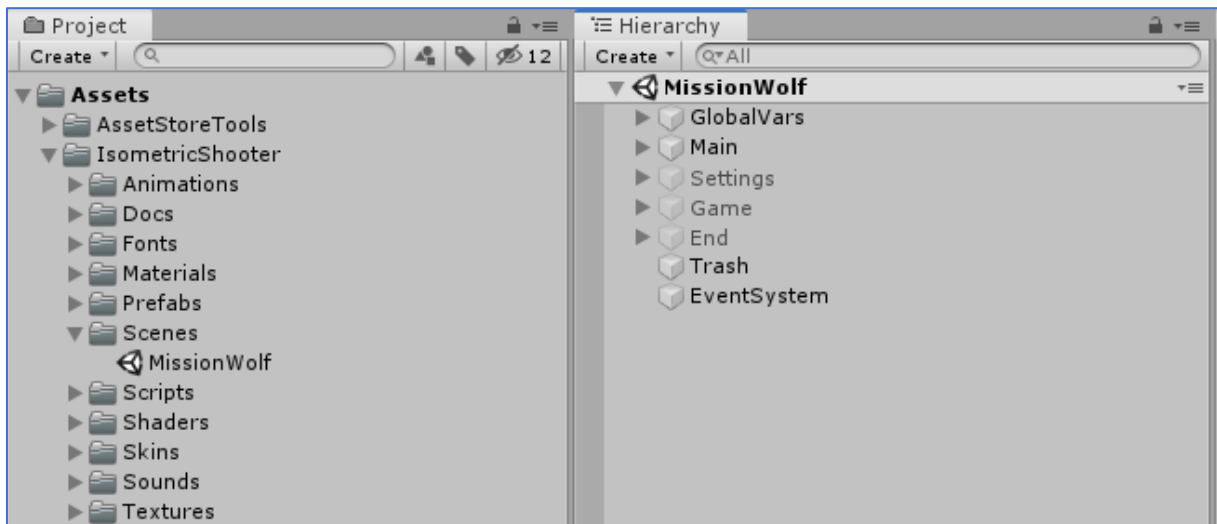 Project
Create
12
Assets
AssetStoreTools
IsometricShooter
Animations
Docs
Fonts
Materials
Prefabs
Scenes
MissionWolf
Scripts
Shaders
Skins
Sounds
Textures
Hierarchy
Create
All
MissionWolf
GlobalVars
Main
Settings
Game
End
Trash
EventSystem